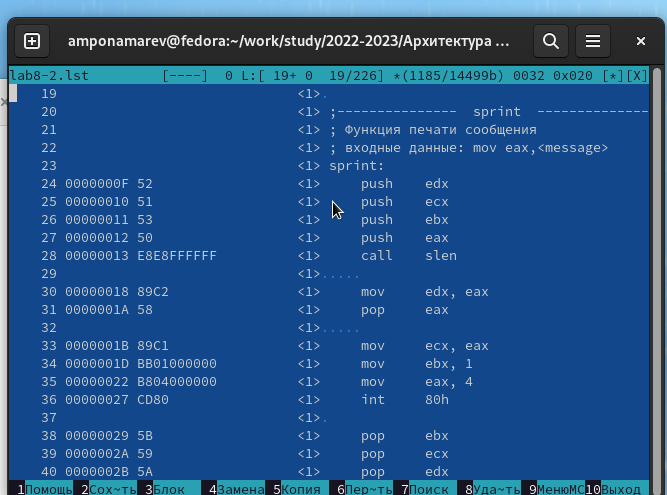 amponamarev@fedora:~/work/study/2022-2023/Архитектура ...
lab8-2.lst [----] 0 L:[ 19+ 0 19/226] *(1185/14499b) 0032 0x020 [*][X]
19 <1>.
20 <1> ;--------------- sprint --------------
21 <1> ; Функция печати сообщения
22 <1> ; входные данные: mov eax,<message>
23 <1> sprint:
24 0000000F 52 <1> push edx
25 00000010 51 <1> push ecx
26 00000011 53 <1> push ebx
27 00000012 50 <1> push eax
28 00000013 E8E8FFFFFF <1> call slen
29 <1>.....
30 00000018 89C2 <1> mov edx, eax
31 0000001A 58 <1> pop eax
32 <1>.....
33 0000001B 89C1 <1> mov ecx, eax
34 0000001D BB01000000 <1> mov ebx, 1
35 00000022 B804000000 <1> mov eax, 4
36 00000027 CD80 <1> int 80h
37 <1>.
38 00000029 5B <1> pop ebx
39 0000002A 59 <1> pop ecx
40 0000002B 5A <1> pop edx
1Помощь 2Сох~ть 3Блок 4Замена 5Копия 6Пер~ть 7Поиск 8Уда~ть 9МенюMC 10Выход